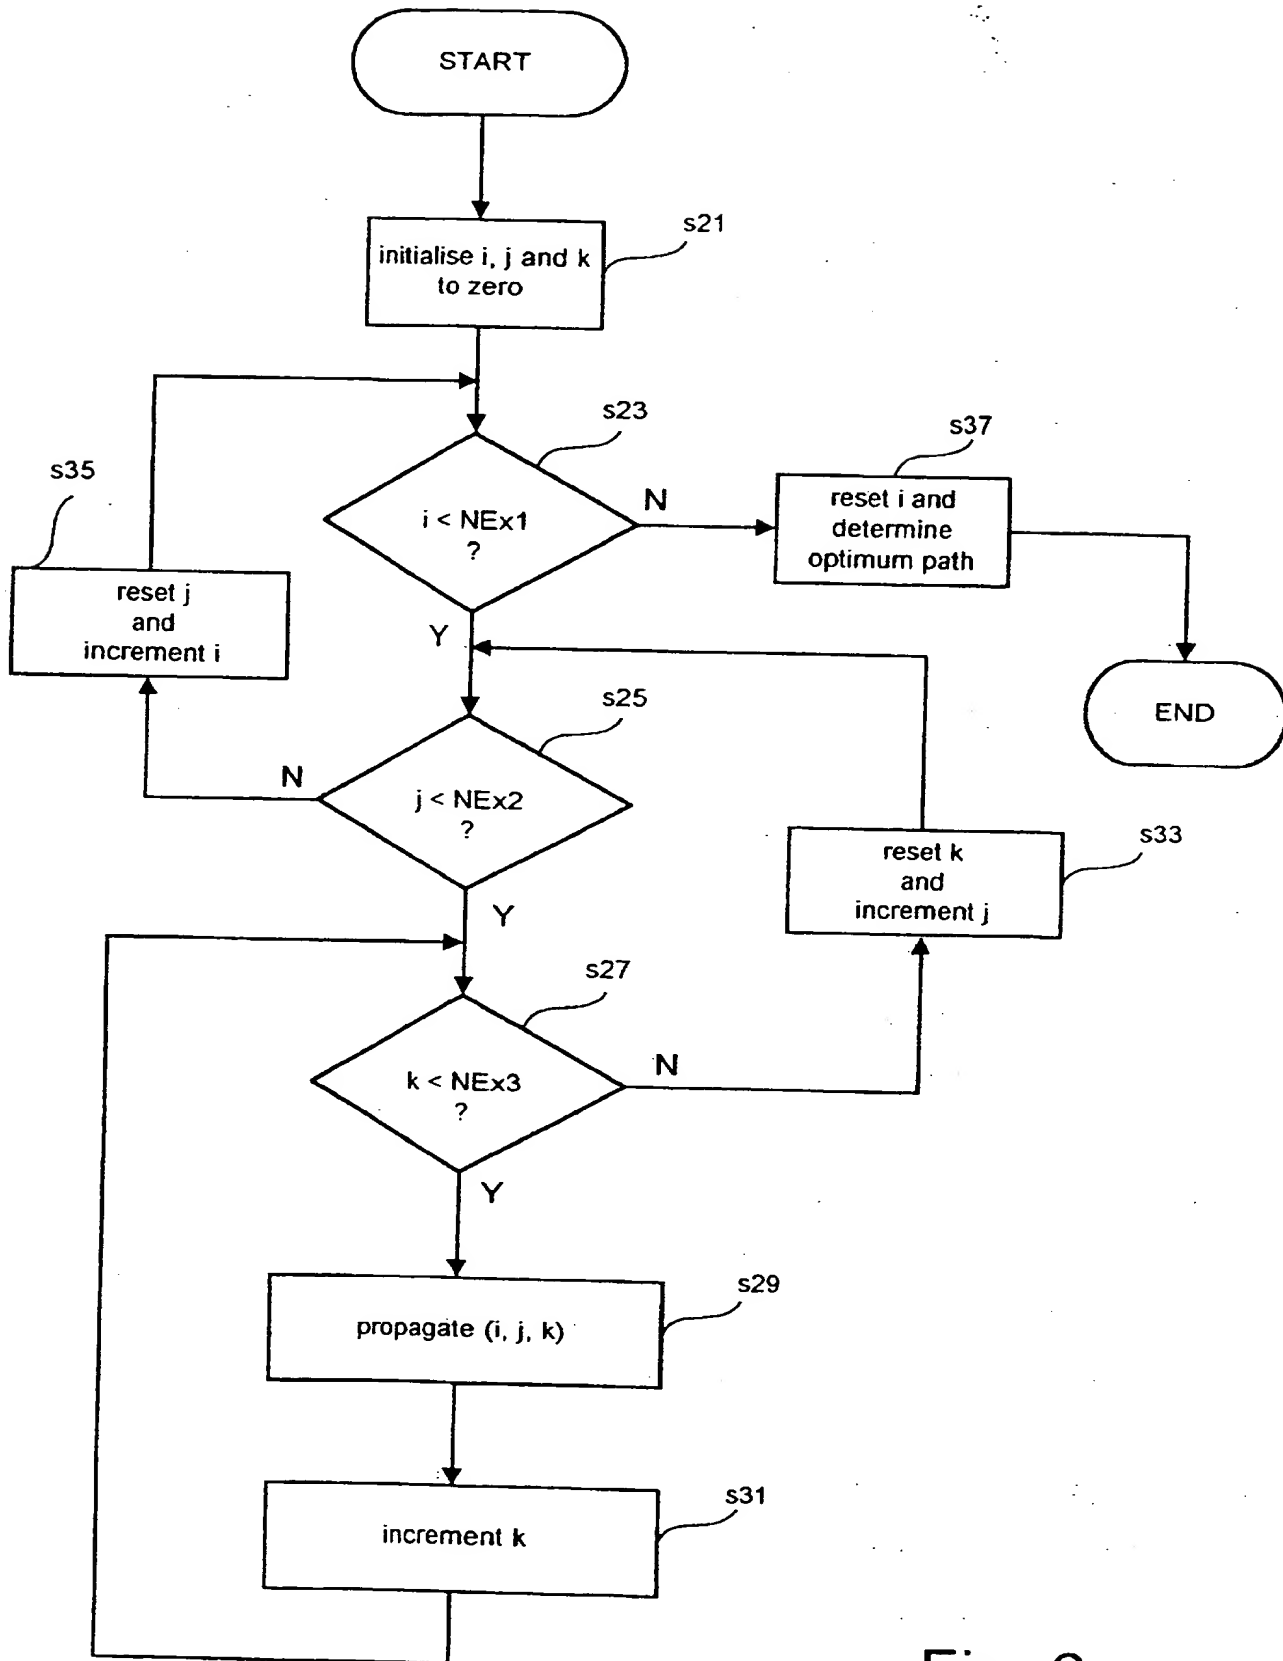 START
s21
initialise i, j and k
to zero
s23
s37
s35
i < NEx1
?
N
reset i and
determine
optimum path
reset j
and
increment i
Y
s25
END
N
j < NEx2
?
s33
reset k
and
increment j
Y
s27
k < NEx3
?
N
Y
s29
propagate (i, j, k)
s31
increment k